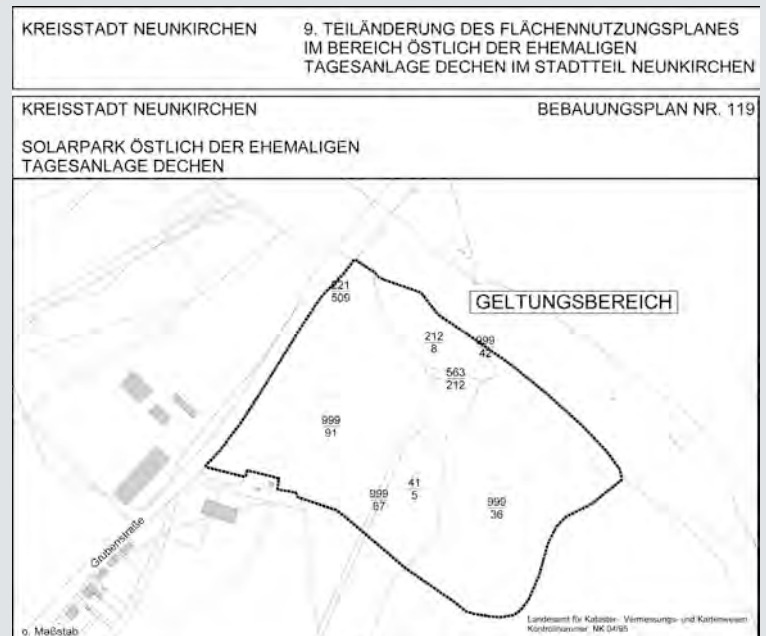 KREISSTADT NEUNKIRCHEN
9. TEILÄNDERUNG DES FLÄCHENNUTZUNGSPLANES
IM BEREICH ÖSTLICH DER EHEMALIGEN
TAGESANLAGE DECHEN IM STADTTEIL NEUNKIRCHEN
KREISSTADT NEUNKIRCHEN
BEBAUUNGSPLAN NR. 119
SOLARPARK ÖSTLICH DER EHEMALIGEN
TAGESANLAGE DECHEN
221
509
GELTUNGSBEREICH
212
8
999
42
563
212
999
91
41
5
999
67
999
36
Grubenstraße
o. Maßstab
Landesamt für Kataster-, Vermessungs- und Kartenwesen
Kontrollnummer NK 04/95